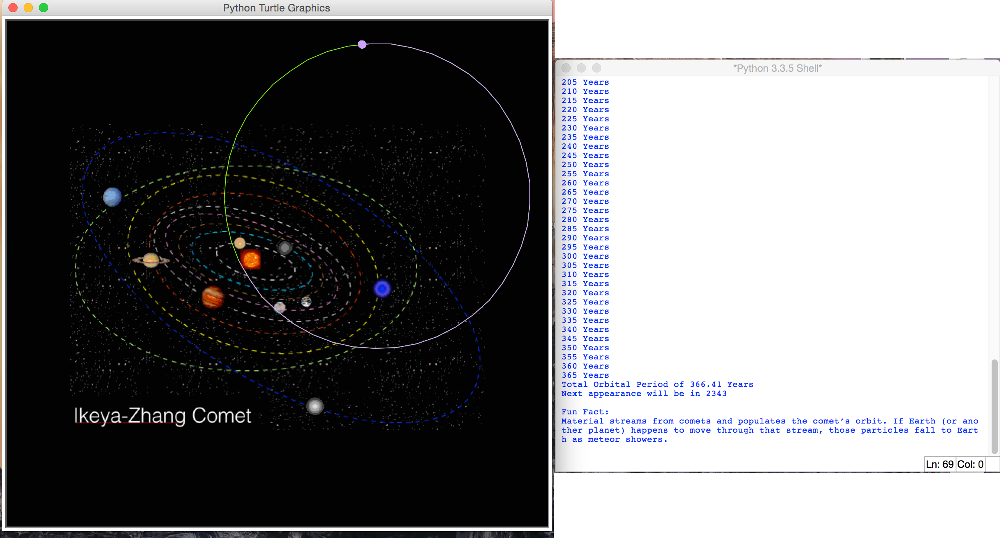 Python Turtle Graphics
Ikeya-Zhang Comet
*Python 3.3.5 Shell*
205 Years
210 Years
215 Years
220 Years
225 Years
230 Years
235 Years
240 Years
245 Years
250 Years
255 Years
260 Years
265 Years
270 Years
275 Years
280 Years
285 Years
290 Years
295 Years
300 Years
305 Years
310 Years
315 Years
320 Years
325 Years
330 Years
335 Years
340 Years
345 Years
350 Years
355 Years
360 Years
365 Years
Total Orbital Period of 366.41 Years
Next appearance will be in 2343
Fun Fact:
Material streams from comets and populates the comet’s orbit. If Earth (or ano
ther planet) happens to move through that stream, those particles fall to Eart
h as meteor showers.
Ln: 69 Col: 0